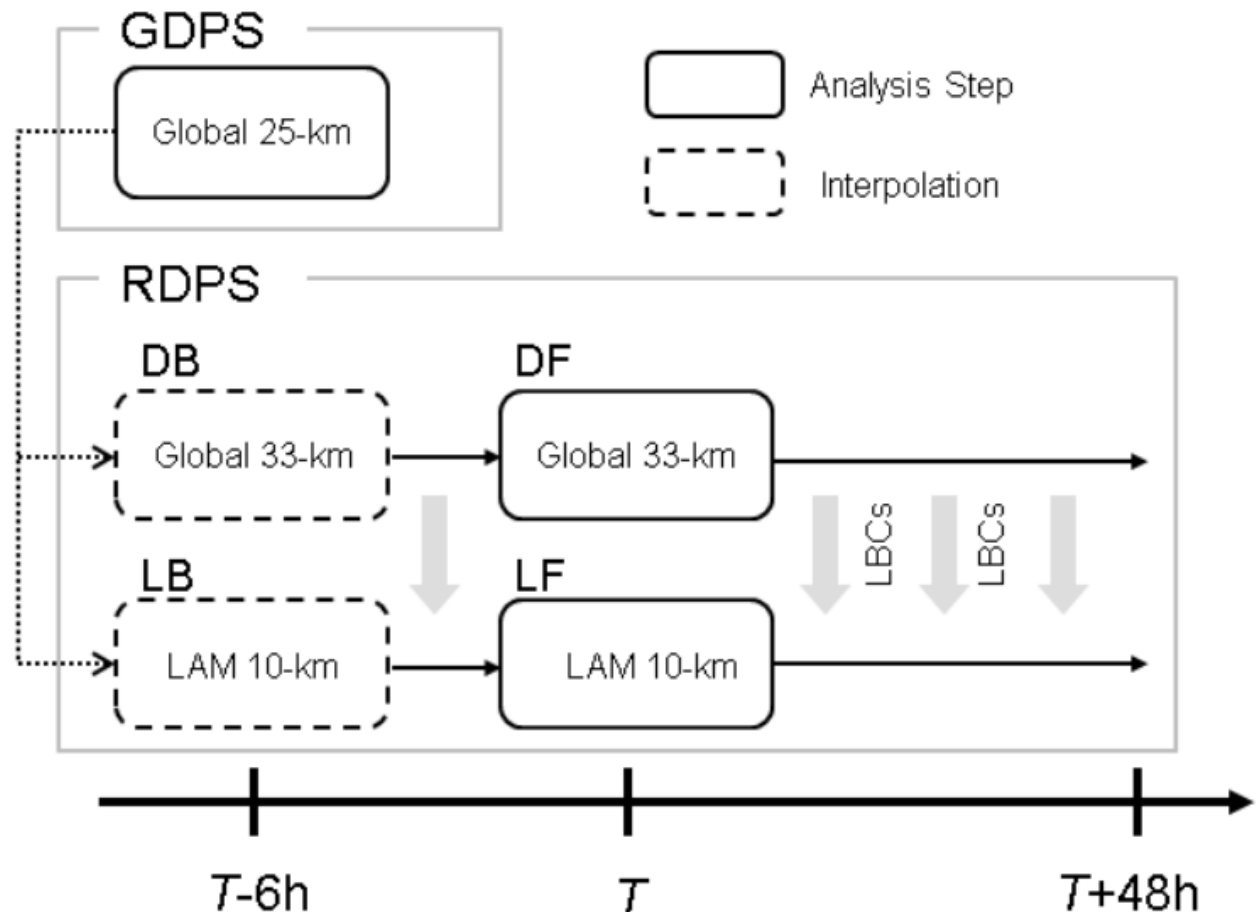 GDPS
Global 25-km
Analysis Step
Interpolation
RDPS
DB
Global 33-km
DF
Global 33-km
LBCs
LBCs
LB
LAM 10-km
LF
LAM 10-km
T-6h
T
T+48h